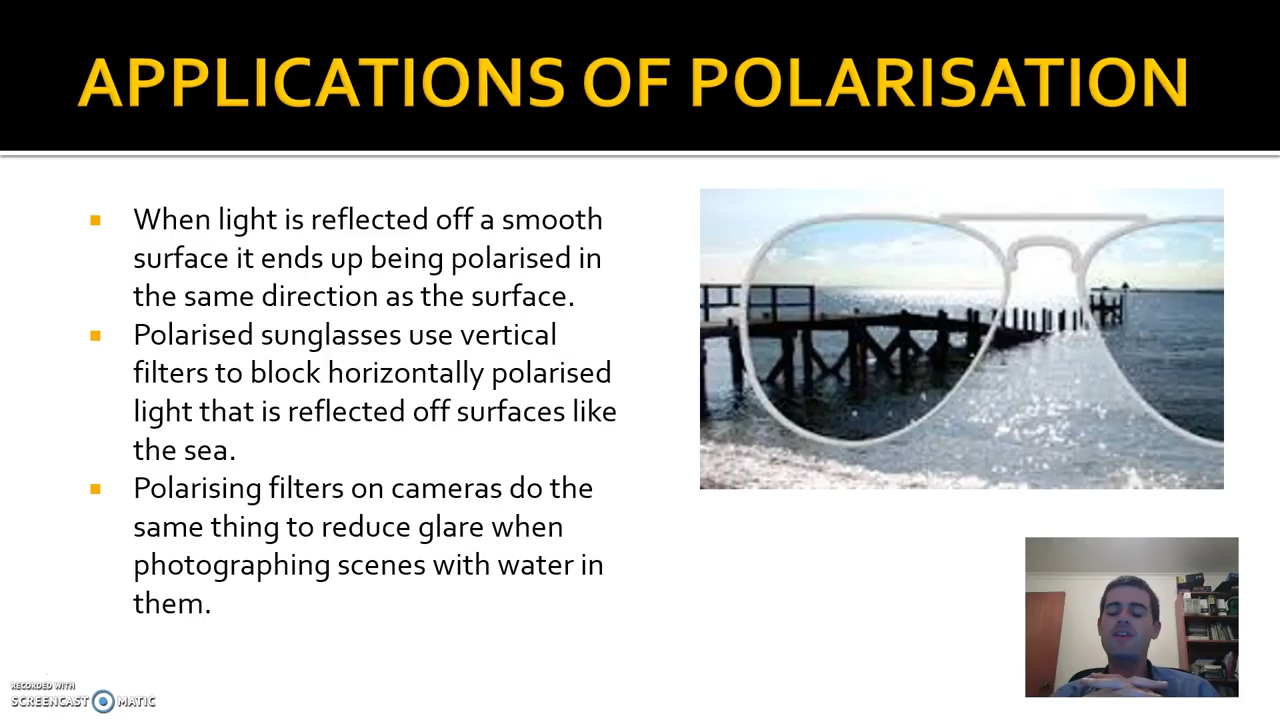 APPLICATIONS OF POLARISATION
When light is reflected off a smooth
surface it ends up being polarised in
the same direction as the surface.
Polarised sunglasses use vertical
filters to block horizontally polarised
light that is reflected off surfaces like
the sea.
Polarising filters on cameras do the
same thing to reduce glare when
photographing scenes with water in
them.
RECORDED WITH
SCREENCAST MATIC